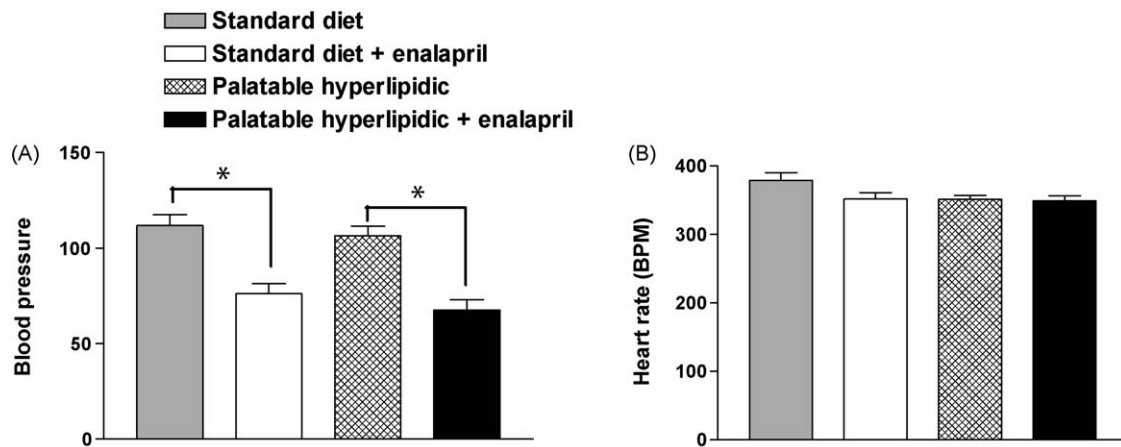 Standard diet
Standard diet + enalapril
Palatable hyperlipidic
Palatable hyperlipidic + enalapril
(A)
150
100
50
0
Blood pressure
*
*
(B)
400
300
200
100
0
Heart rate (BPM)